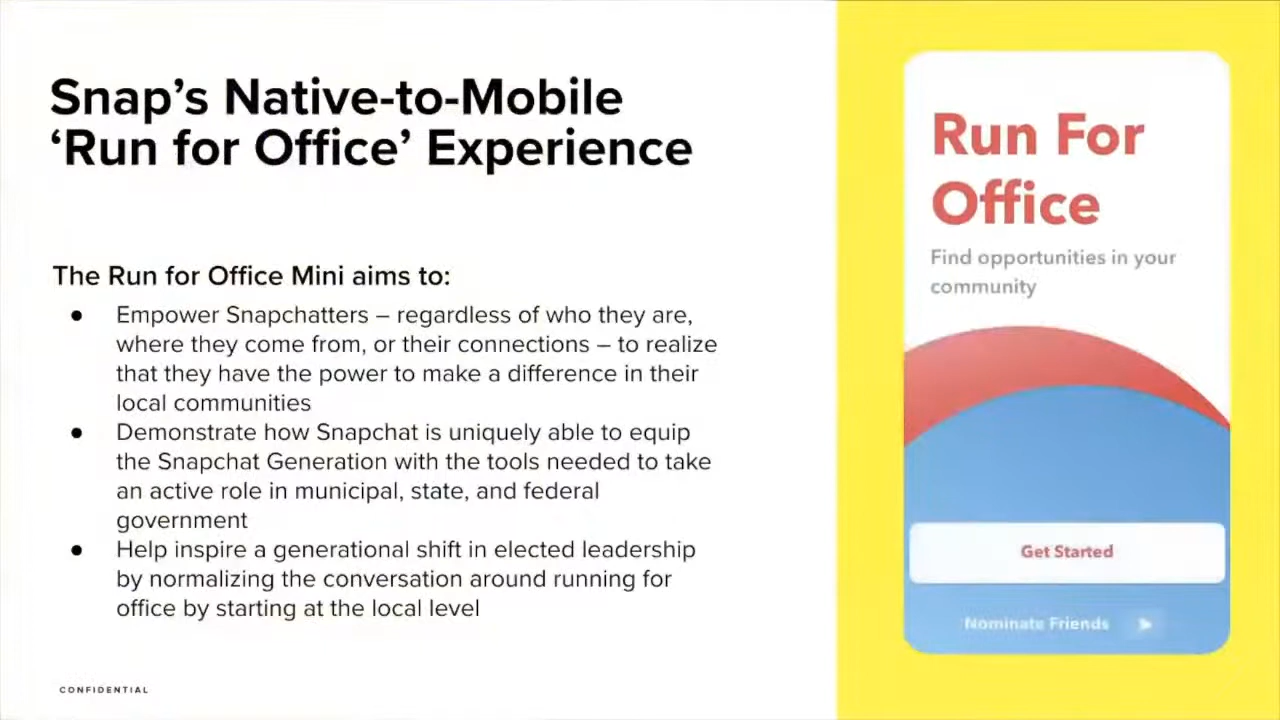 Snap’s Native-to-Mobile
‘Run for Office’ Experience
The Run for Office Mini aims to:
● Empower Snapchatters – regardless of who they are,
where they come from, or their connections – to realize
that they have the power to make a difference in their
local communities
● Demonstrate how Snapchat is uniquely able to equip
the Snapchat Generation with the tools needed to take
an active role in municipal, state, and federal
government
● Help inspire a generational shift in elected leadership
by normalizing the conversation around running for
office by starting at the local level
CONFIDENTIAL
Run For
Office
Find opportunities in your
community
Get Started
Nominate Friends